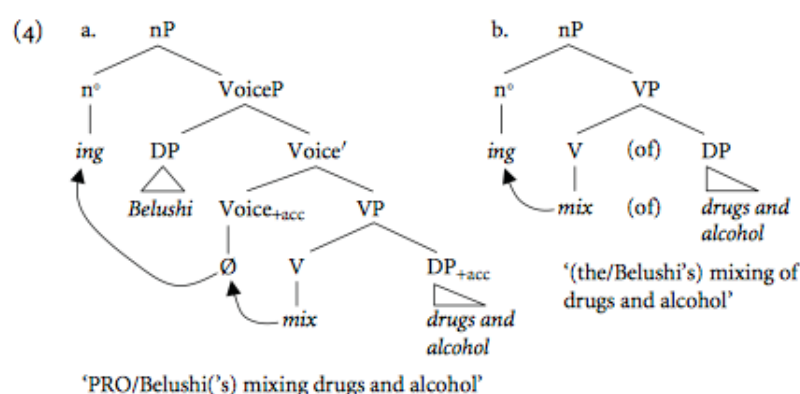 (4) a. nP b. nP
n° VoiceP n° VP
ing DP Voice′ ing V (of) DP
Belushi Voice+acc VP mix (of) drugs and
alcohol
Ø V DP+acc
'(the/Belushi's) mixing of
drugs and alcohol'
mix drugs and
alcohol
'PRO/Belushi('s) mixing drugs and alcohol'